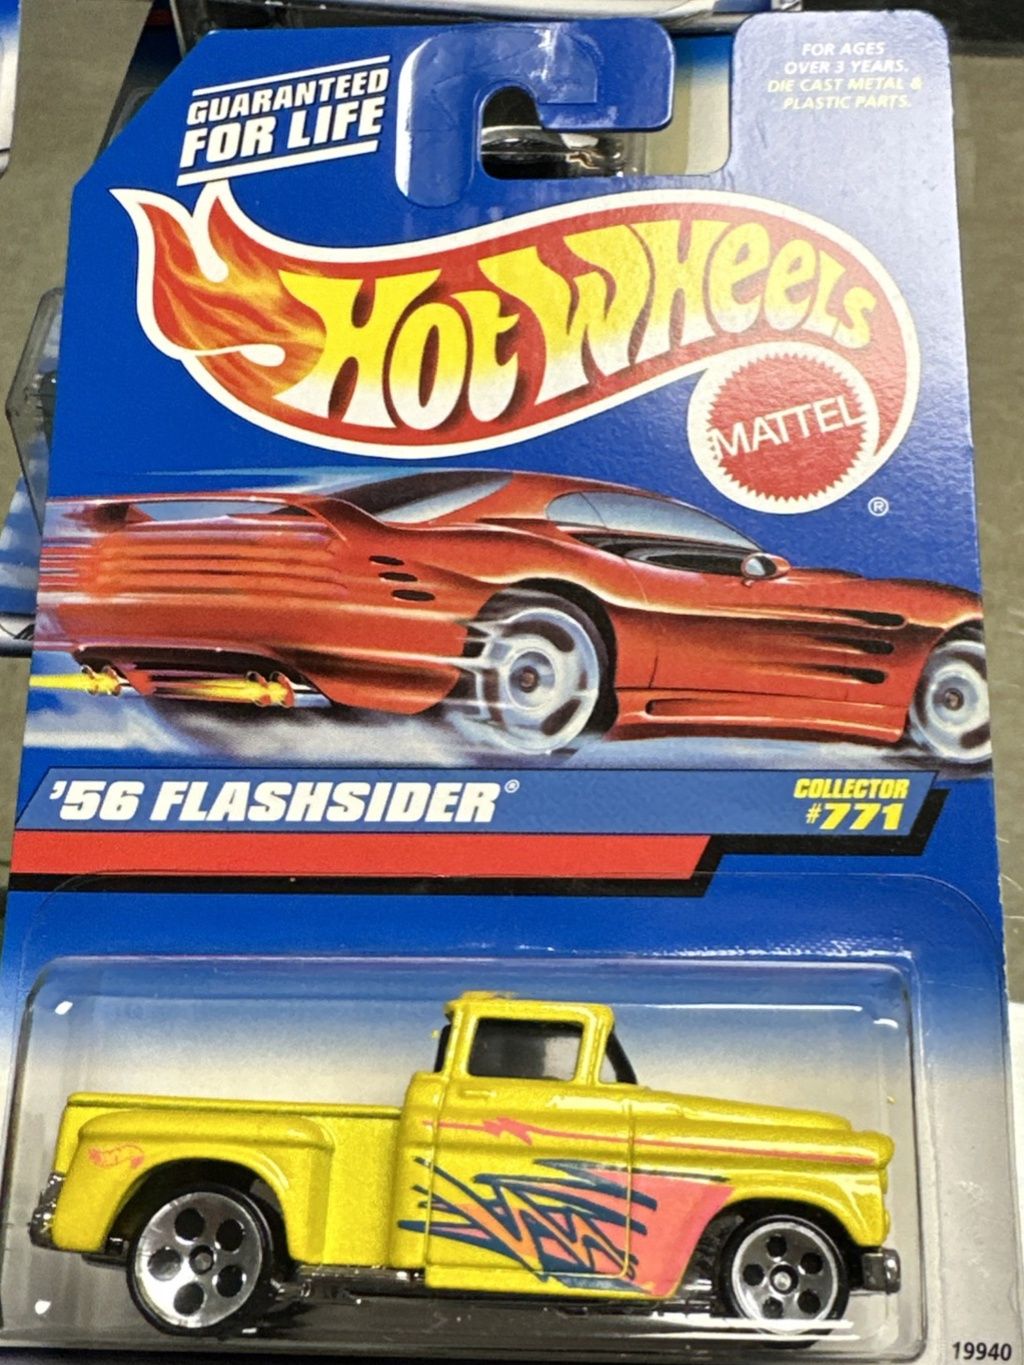 GUARANTEED
FOR LIFE
FOR AGES
OVER 3 YEARS.
DIE CAST METAL &
PLASTIC PARTS.
HOT WHEELS
MATTEL
®
'56 FLASHSIDER®
COLLECTOR
#771
19940